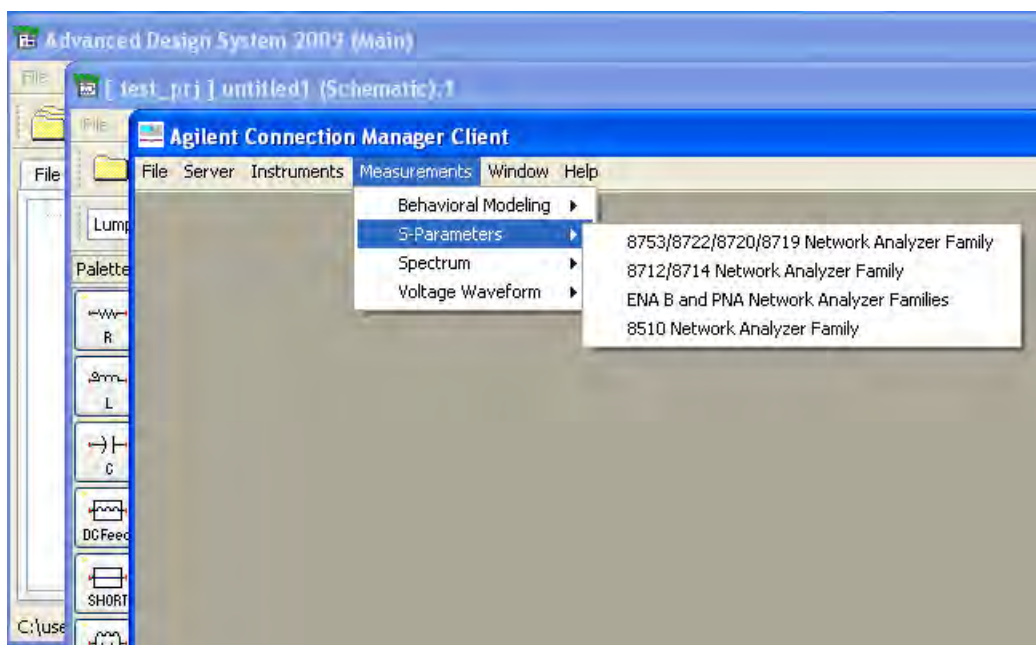 Advanced Design System 2009 (Main)
File
[ test_prj ] untitled1 (Schematic):1
File
Agilent Connection Manager Client
File Server Instruments Measurements Window Help
File
Behavioral Modeling
S-Parameters
Spectrum
Voltage Waveform
8753/8722/8720/8719 Network Analyzer Family
8712/8714 Network Analyzer Family
ENA B and PNA Network Analyzer Families
8510 Network Analyzer Family
Lump
Palette
R
L
C
DCFeed
SHORT
C:\use